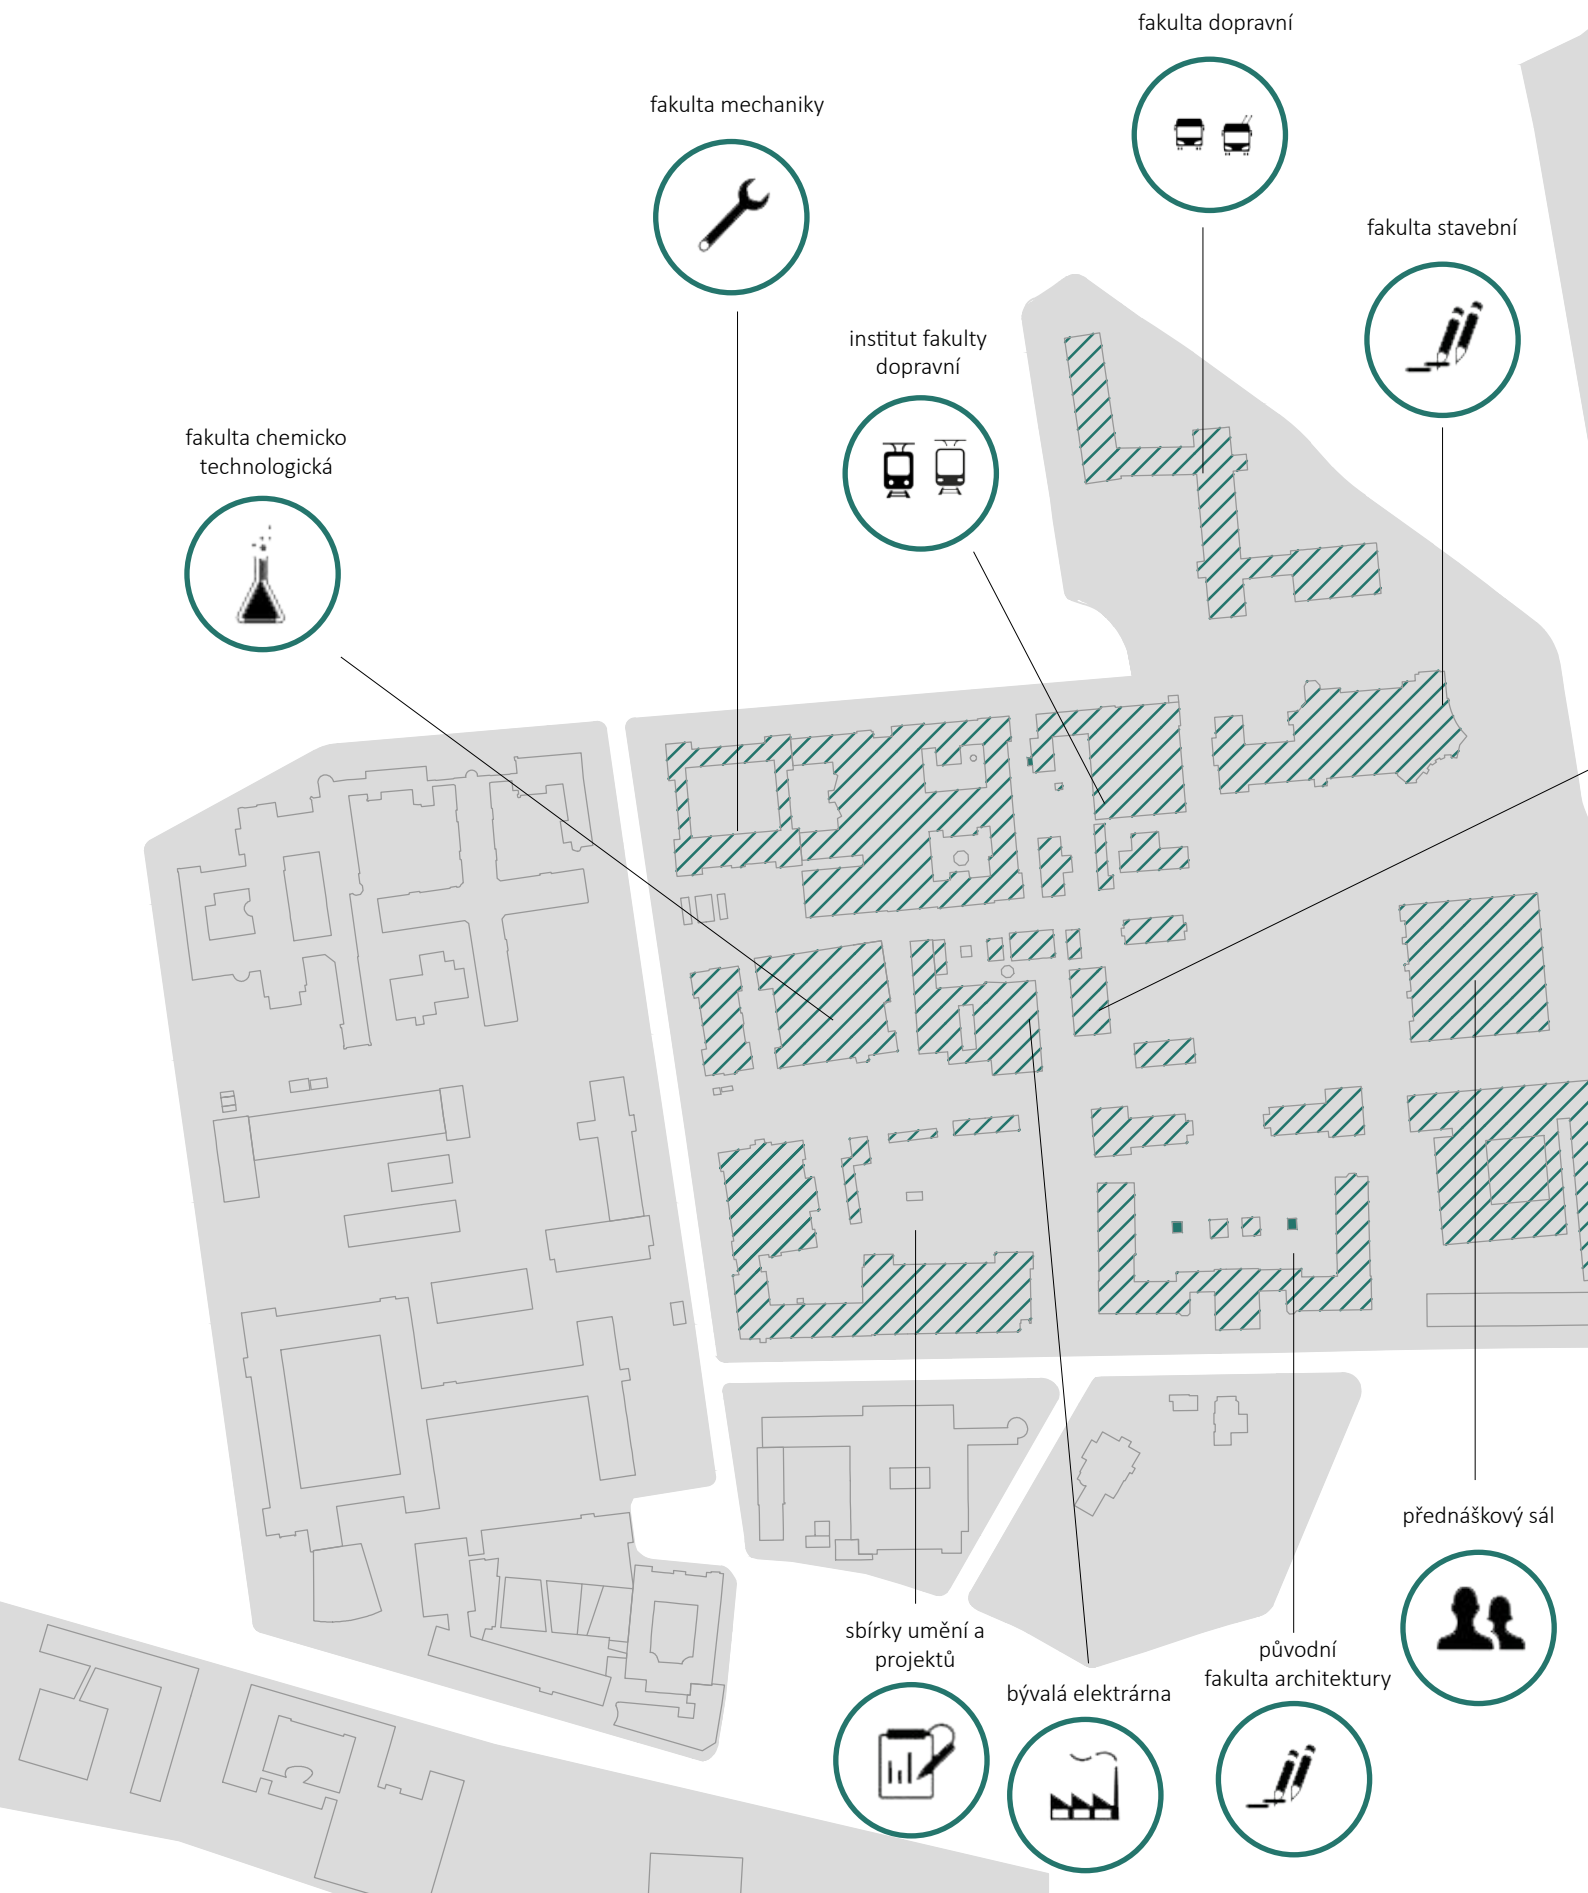 fakulta dopravní
fakulta mechaniky
fakulta stavební
institut fakulty
dopravní
fakulta chemicko
technologická
přednáškový sál
sbírky umění a
projektů
původní
fakulta architektury
bývalá elektrárna